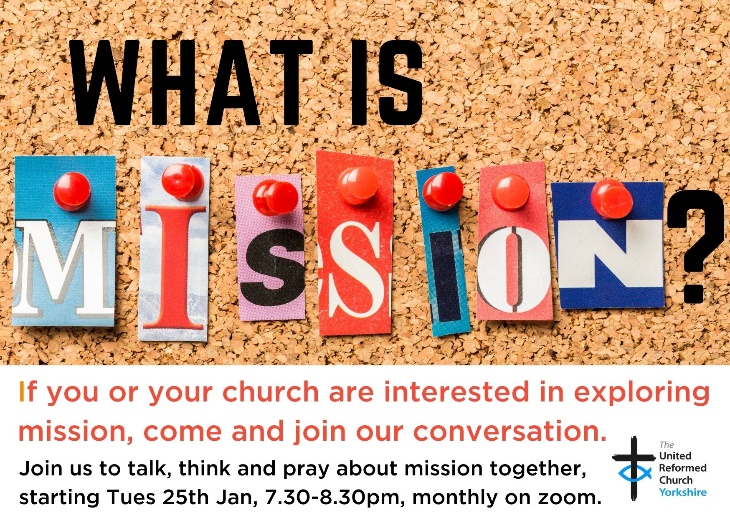 WHAT IS
MISSION?
If you or your church are interested in exploring
mission, come and join our conversation.
Join us to talk, think and pray about mission together,
starting Tues 25th Jan, 7.30-8.30pm, monthly on zoom.
The
United
Reformed
Church
Yorkshire